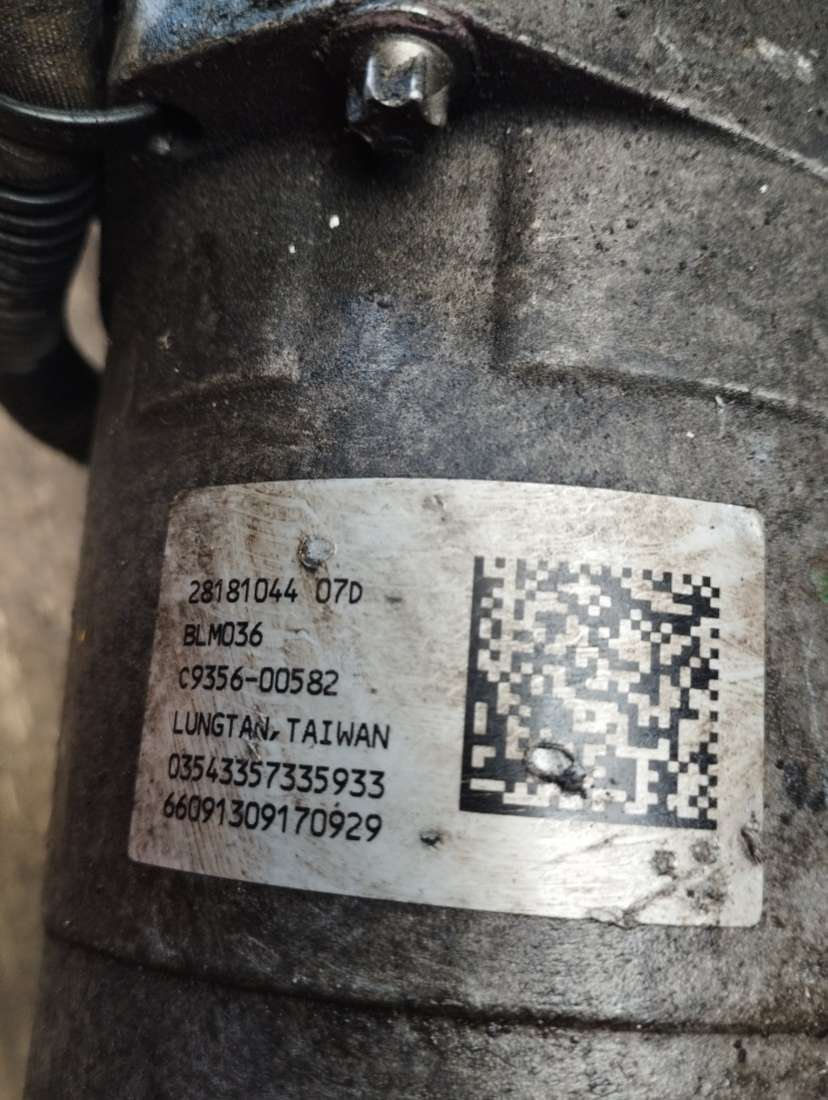 28181044 07D
BLM036
C9356-00582
LUNGTAN, TAIWAN
03543357335933
66091309170929